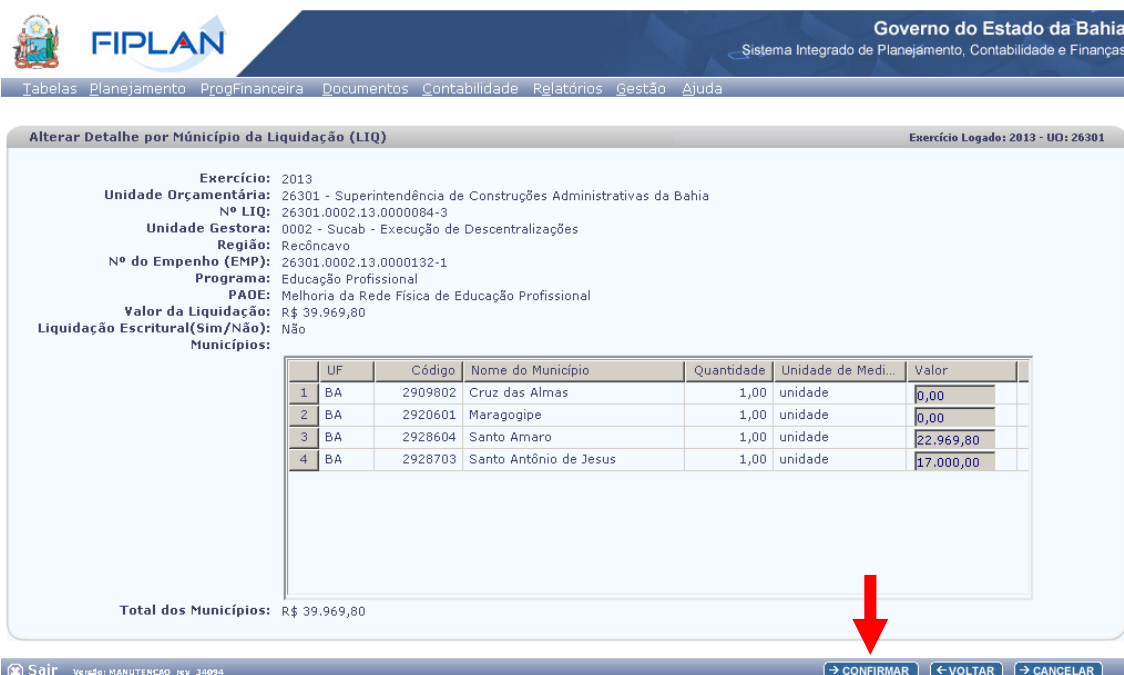 FIPLAN
Governo do Estado da Bahia
Sistema Integrado de Planejamento, Contabilidade e Finanças
Tabelas Planejamento ProgFinanceira Documentos Contabilidade Relatórios Gestão Ajuda
Alterar Detalhe por Múnicípio da Liquidação (LIQ) Exercício Logado: 2013 - UO: 26301
Exercício: 2013
Unidade Orçamentária: 26301 - Superintendência de Construções Administrativas da Bahia
Nº LIQ: 26301.0002.13.0000084-3
Unidade Gestora: 0002 - Sucab - Execução de Descentralizações
Região: Recôncavo
Nº do Empenho (EMP): 26301.0002.13.0000132-1
Programa: Educação Profissional
PAOE: Melhoria da Rede Física de Educação Profissional
Valor da Liquidação: R$ 39.969,80
Liquidação Escritural(Sim/Não): Não
Municípios:
UF Código Nome do Município Quantidade Unidade de Medi... Valor
1 BA 2909802 Cruz das Almas 1,00 unidade 0,00
2 BA 2920601 Maragogipe 1,00 unidade 0,00
3 BA 2928604 Santo Amaro 1,00 unidade 22.969,80
4 BA 2928703 Santo Antônio de Jesus 1,00 unidade 17.000,00
Total dos Municípios: R$ 39.969,80
Sair Versão: MANUTENCAO_rev_34094 CONFIRMAR VOLTAR CANCELAR